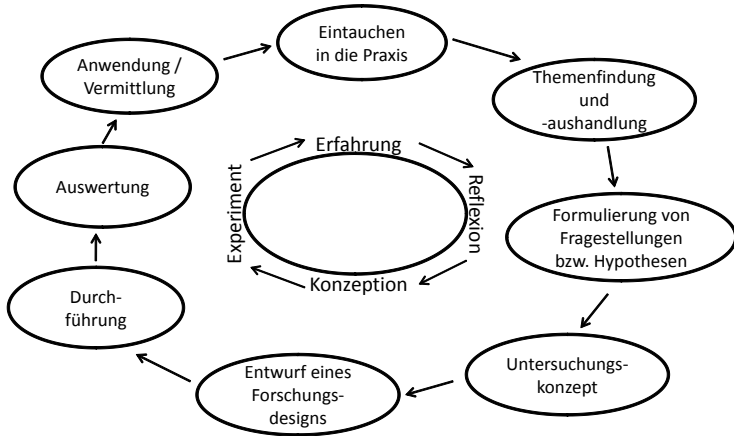 Eintauchen
in die Praxis
Themenfindung
und
-aushandlung
Formulierung von
Fragestellungen
bzw. Hypothesen
Untersuchungs-
konzept
Entwurf eines
Forschungs-
designs
Durch-
führung
Auswertung
Anwendung /
Vermittlung
Erfahrung
Reflexion
Konzeption
Experiment